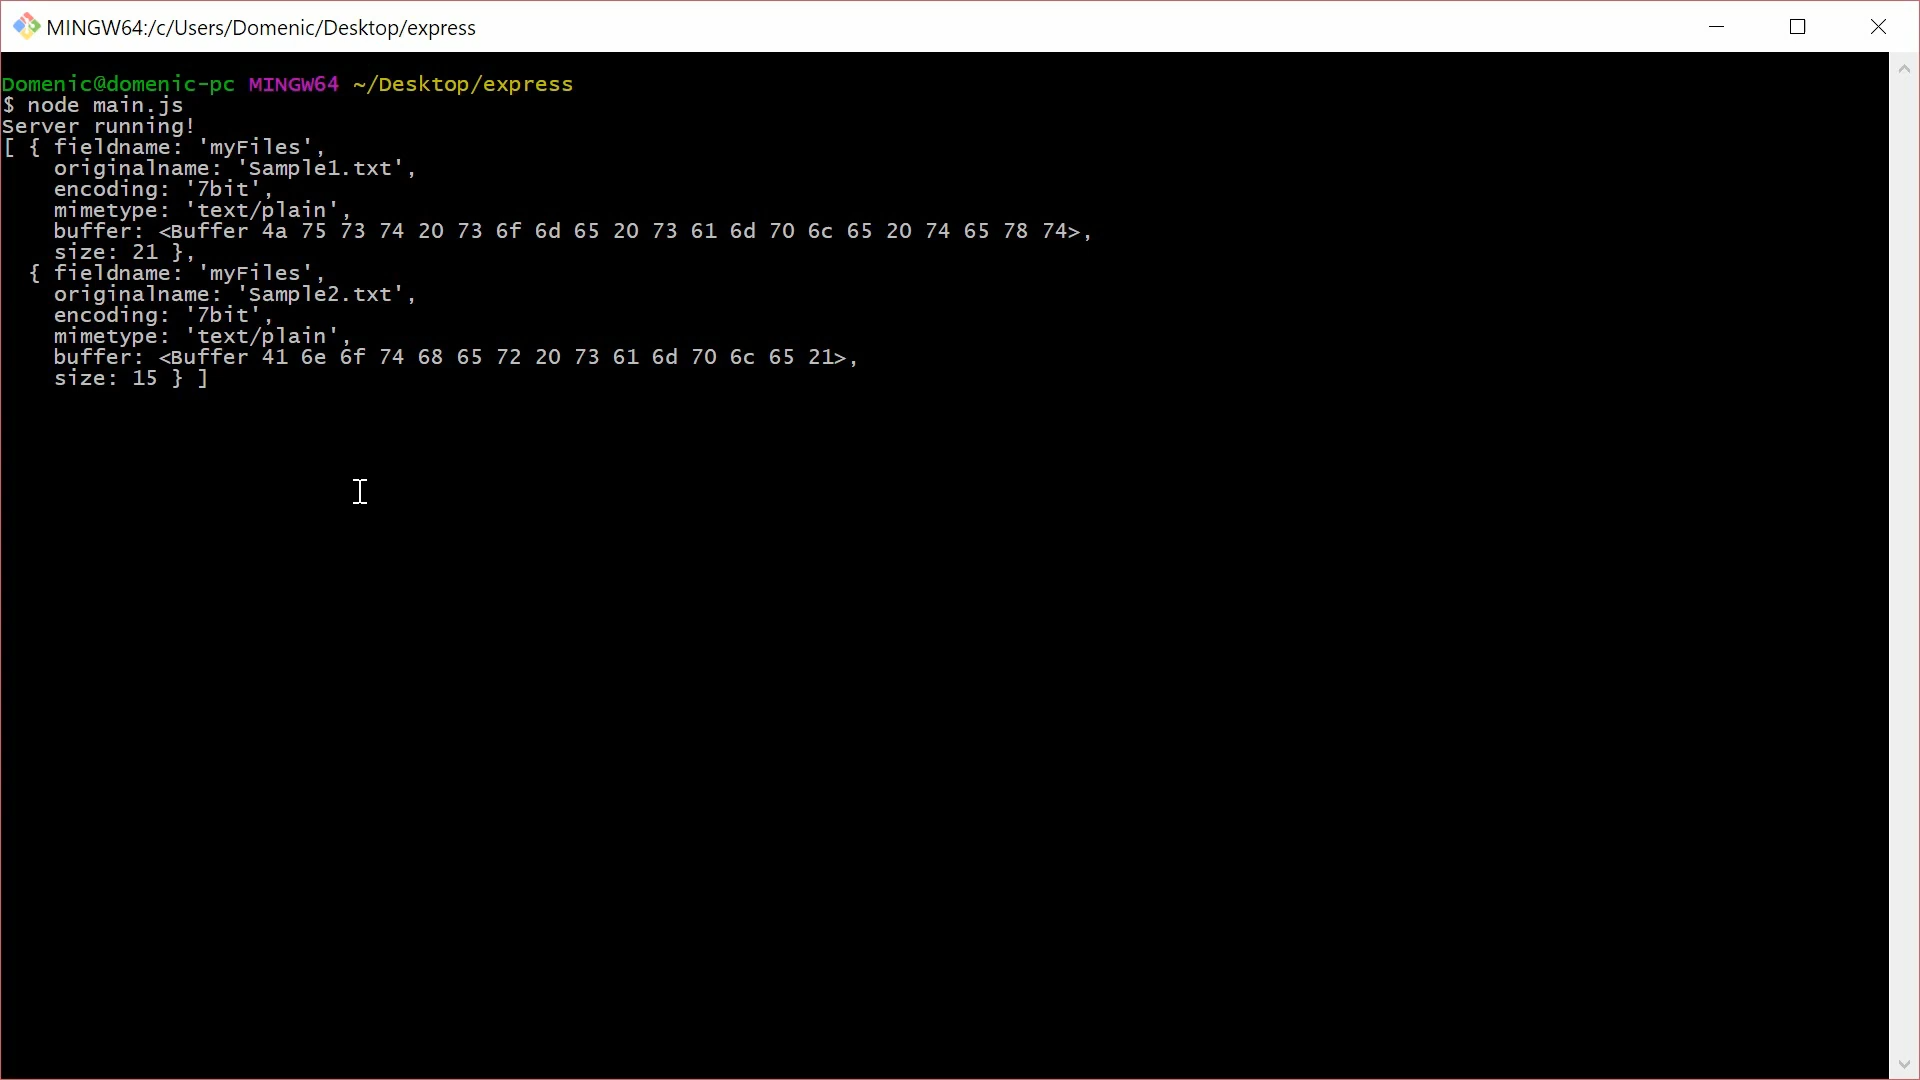 MINGW64:/c/Users/Domenic/Desktop/express
Domenic@domenic-pc MINGW64 ~/Desktop/express
$ node main.js
Server running!
[ { fieldname: 'myFiles',
    originalname: 'Sample1.txt',
    encoding: '7bit',
    mimetype: 'text/plain',
    buffer: <Buffer 4a 75 73 74 20 73 6f 6d 65 20 73 61 6d 70 6c 65 20 74 65 78 74>,
    size: 21 },
  { fieldname: 'myFiles',
    originalname: 'Sample2.txt',
    encoding: '7bit',
    mimetype: 'text/plain',
    buffer: <Buffer 41 6e 6f 74 68 65 72 20 73 61 6d 70 6c 65 21>,
    size: 15 } ]